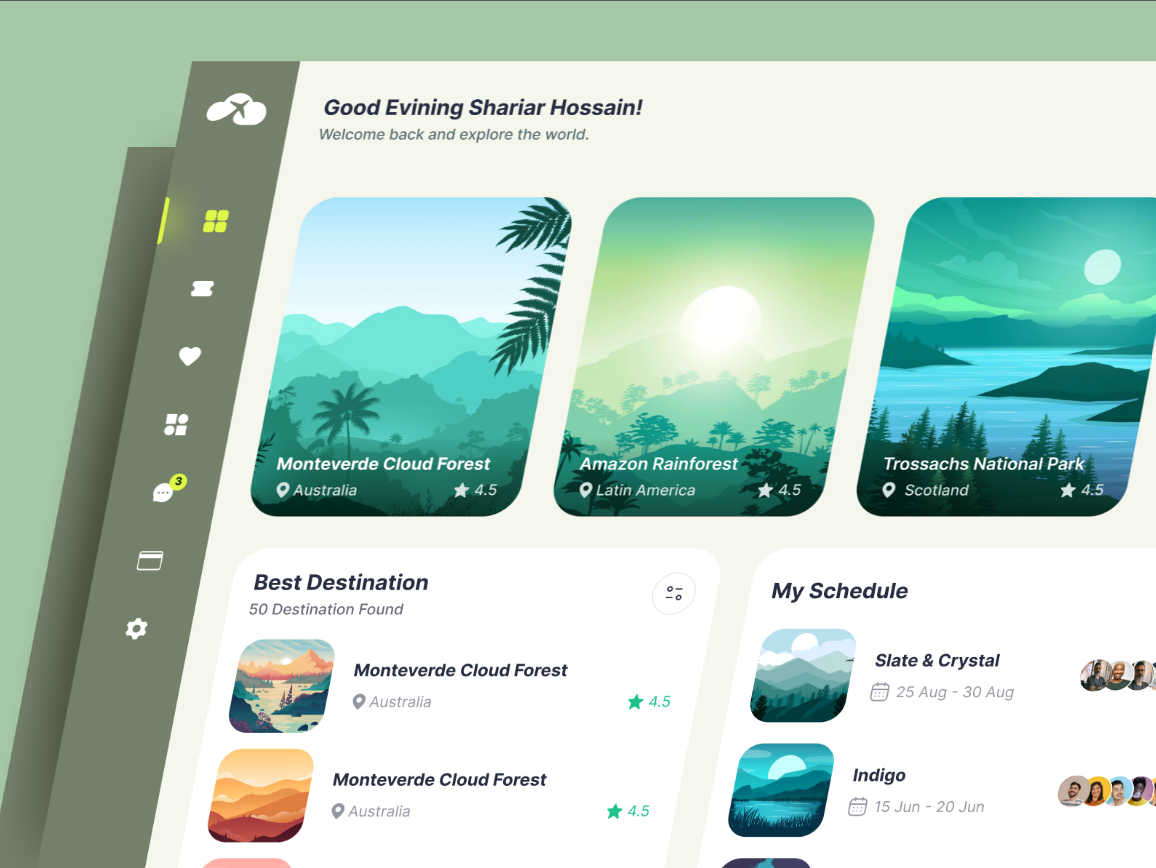 Good Evining Shariar Hossain!
Welcome back and explore the world.
3
Monteverde Cloud Forest
Australia
4.5
Amazon Rainforest
Latin America
4.5
Trossachs National Park
Scotland
4.5
Best Destination
50 Destination Found
Monteverde Cloud Forest
Australia
4.5
Monteverde Cloud Forest
Australia
4.5
My Schedule
Slate & Crystal
25 Aug - 30 Aug
Indigo
15 Jun - 20 Jun